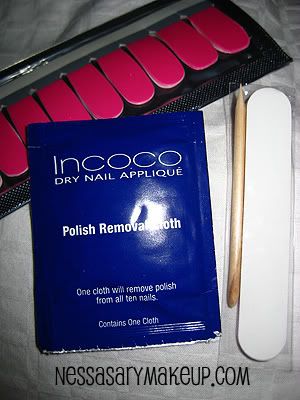 Incoco
DRY NAIL APPLIQUÉ
Polish Removal Cloth
One cloth will remove polish
from all ten nails.
Contains One Cloth
NESSASARYMAKEUP.COM